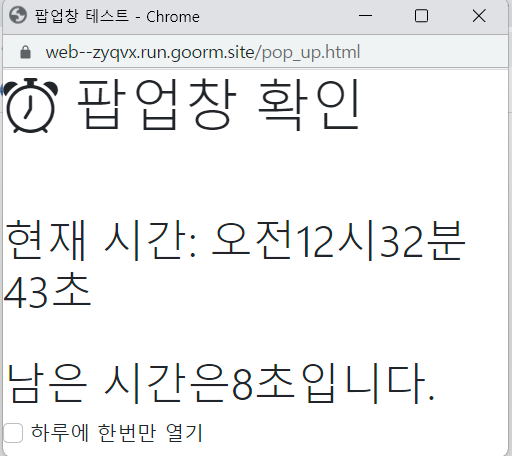 팝업창 테스트 - Chrome
web--zyqvx.run.goorm.site/pop_up.html
팝업창 확인
현재 시간: 오전12시32분
43초
남은 시간은8초입니다.
하루에 한번만 열기